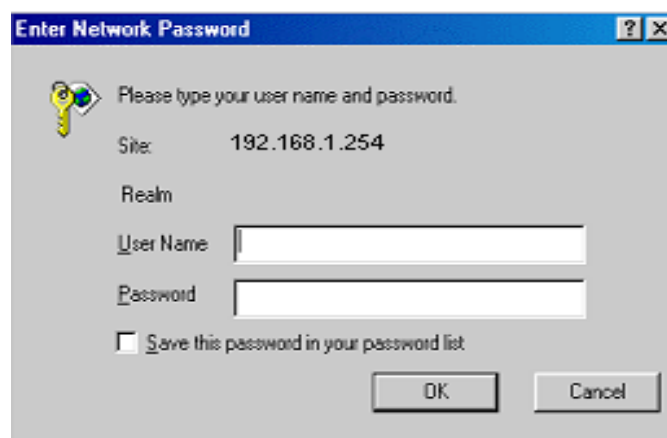 Enter Network Password
Please type your user name and password.
Site: 192.168.1.254
Realm
User Name
Password
Save this password in your password list
OK Cancel